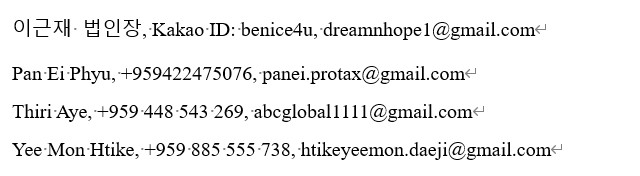 이근재 법인장, Kakao ID: benice4u, dreamnhope1@gmail.com
Pan Ei Phyu, +959422475076, panei.protax@gmail.com
Thiri Aye, +959 448 543 269, abcglobal1111@gmail.com
Yee Mon Htike, +959 885 555 738, htikeyeemon.daeji@gmail.com